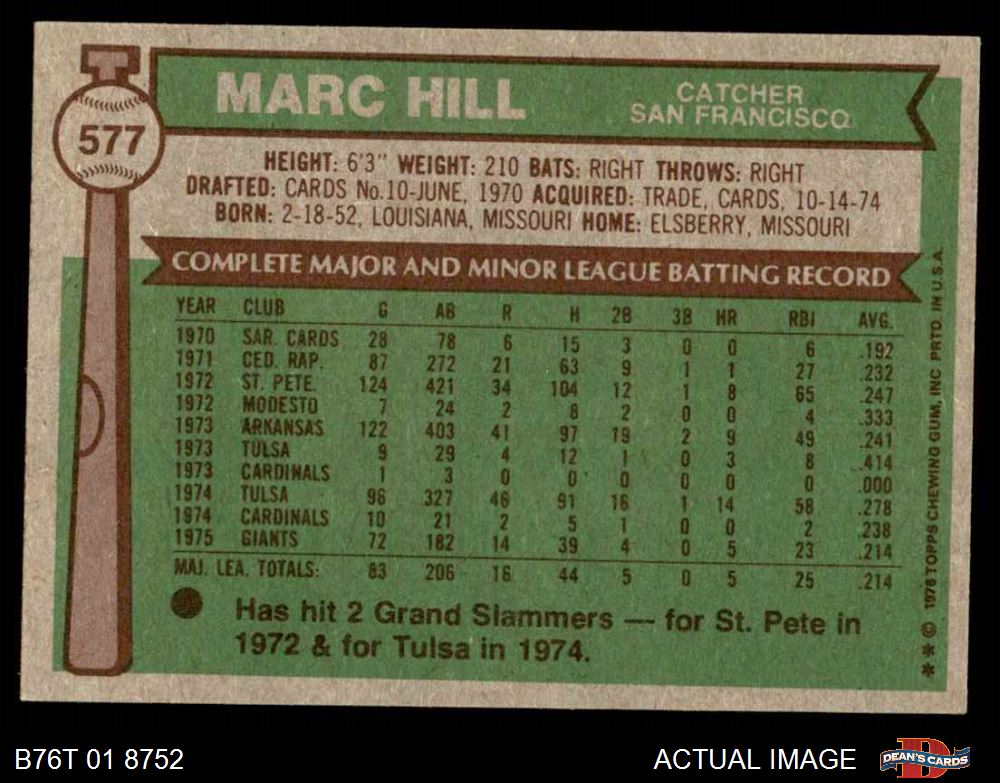 MARC HILL
CATCHER
SAN FRANCISCO
577
HEIGHT: 6'3" WEIGHT: 210 BATS: RIGHT THROWS: RIGHT
DRAFTED: CARDS No.10-JUNE, 1970 ACQUIRED: TRADE, CARDS, 10-14-74
BORN: 2-18-52, LOUISIANA, MISSOURI HOME: ELSBERRY, MISSOURI
COMPLETE MAJOR AND MINOR LEAGUE BATTING RECORD
YEAR CLUB G AB R H 2B 3B HR RBI AVG.
1970 SAR. CARDS 28 78 6 15 3 0 0 6 .192
1971 CED. RAP. 87 272 21 63 9 1 1 27 .232
1972 ST. PETE. 124 421 34 104 12 1 8 65 .247
1972 MODESTO 7 24 2 8 2 0 0 4 .333
1973 ARKANSAS 122 403 41 97 19 2 9 49 .241
1973 TULSA 9 29 4 12 1 0 3 8 .414
1973 CARDINALS 1 3 0 0 0 0 0 0 .000
1974 TULSA 96 327 46 91 16 1 14 58 .278
1974 CARDINALS 10 21 2 5 1 0 0 2 .238
1975 GIANTS 72 182 14 39 4 0 5 23 .214
MAJ. LEA. TOTALS: 83 206 16 44 5 0 5 25 .214
Has hit 2 Grand Slammers — for St. Pete in
1972 & for Tulsa in 1974.
* * © 1976 TOPPS CHEWING GUM, INC PRTD. IN U.S.A.
B76T 01 8752
ACTUAL IMAGE
D
DEAN'S CARDS